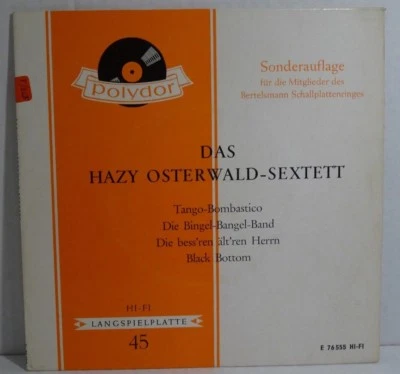 polydor
Sonderauflage
für die Mitglieder des
Bertelsmann Schallplattenringes
DAS
HAZY OSTERWALD-SEXTETT
Tango-Bombastico
Die Bingel-Bangel-Band
Die bess'ren ält'ren Herrn
Black Bottom
HI-FI
LANGSPIELPLATTE
45
E 76555 HI-FI